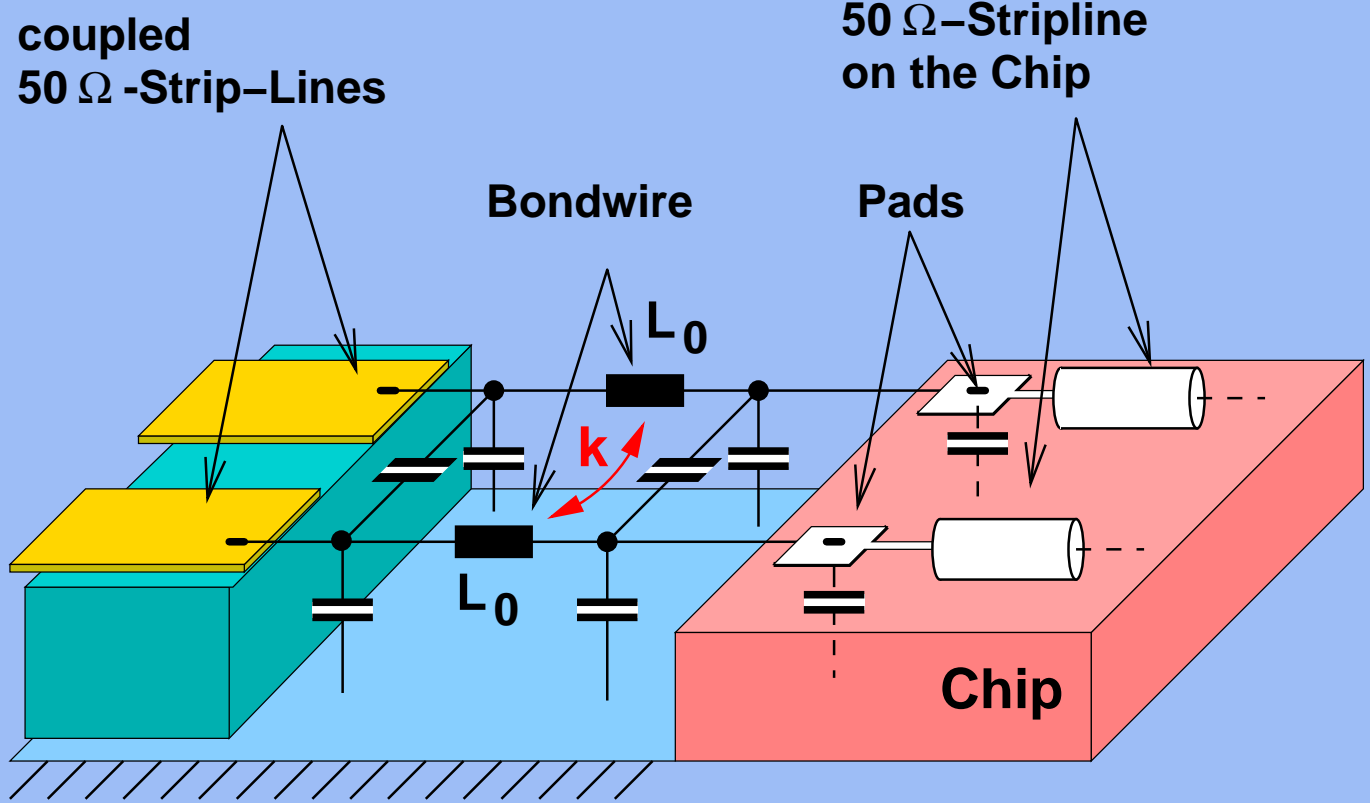 coupled
50 Ω -Strip–Lines
50 Ω–Stripline
on the Chip
Bondwire
Pads
L0
k
L0
Chip